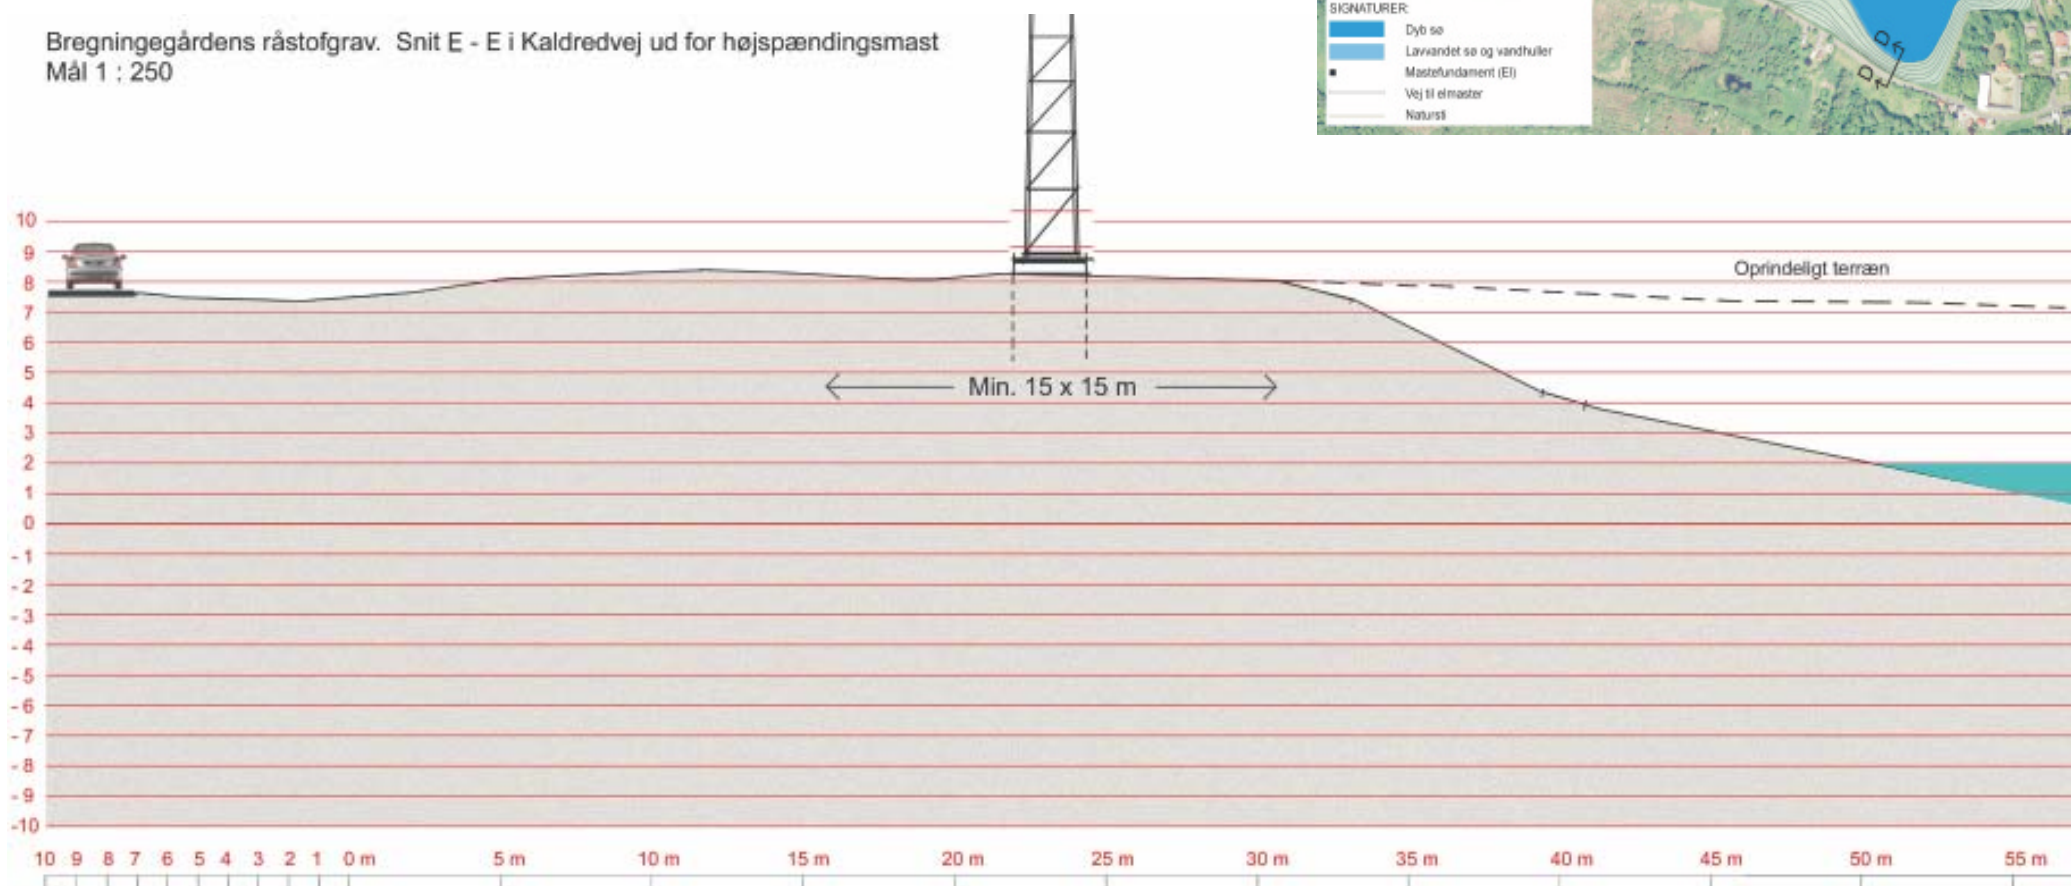 Bregningegårdens råstofgrav. Snit E - E i Kaldredvej ud for højspændingsmast
Mål 1 : 250
SIGNATURER:
Dyb sø
Lavvandet sø og vandhuller
Mastefundament (El)
Vej til elmaster
Natursti
D
D
10
9
8
7
6
5
4
3
2
1
0
- 1
- 2
- 3
- 4
- 5
- 6
- 7
- 8
- 9
-10
Oprindeligt terræn
Min. 15 x 15 m
10 9 8 7 6 5 4 3 2 1 0 m 5 m 10 m 15 m 20 m 25 m 30 m 35 m 40 m 45 m 50 m 55 m